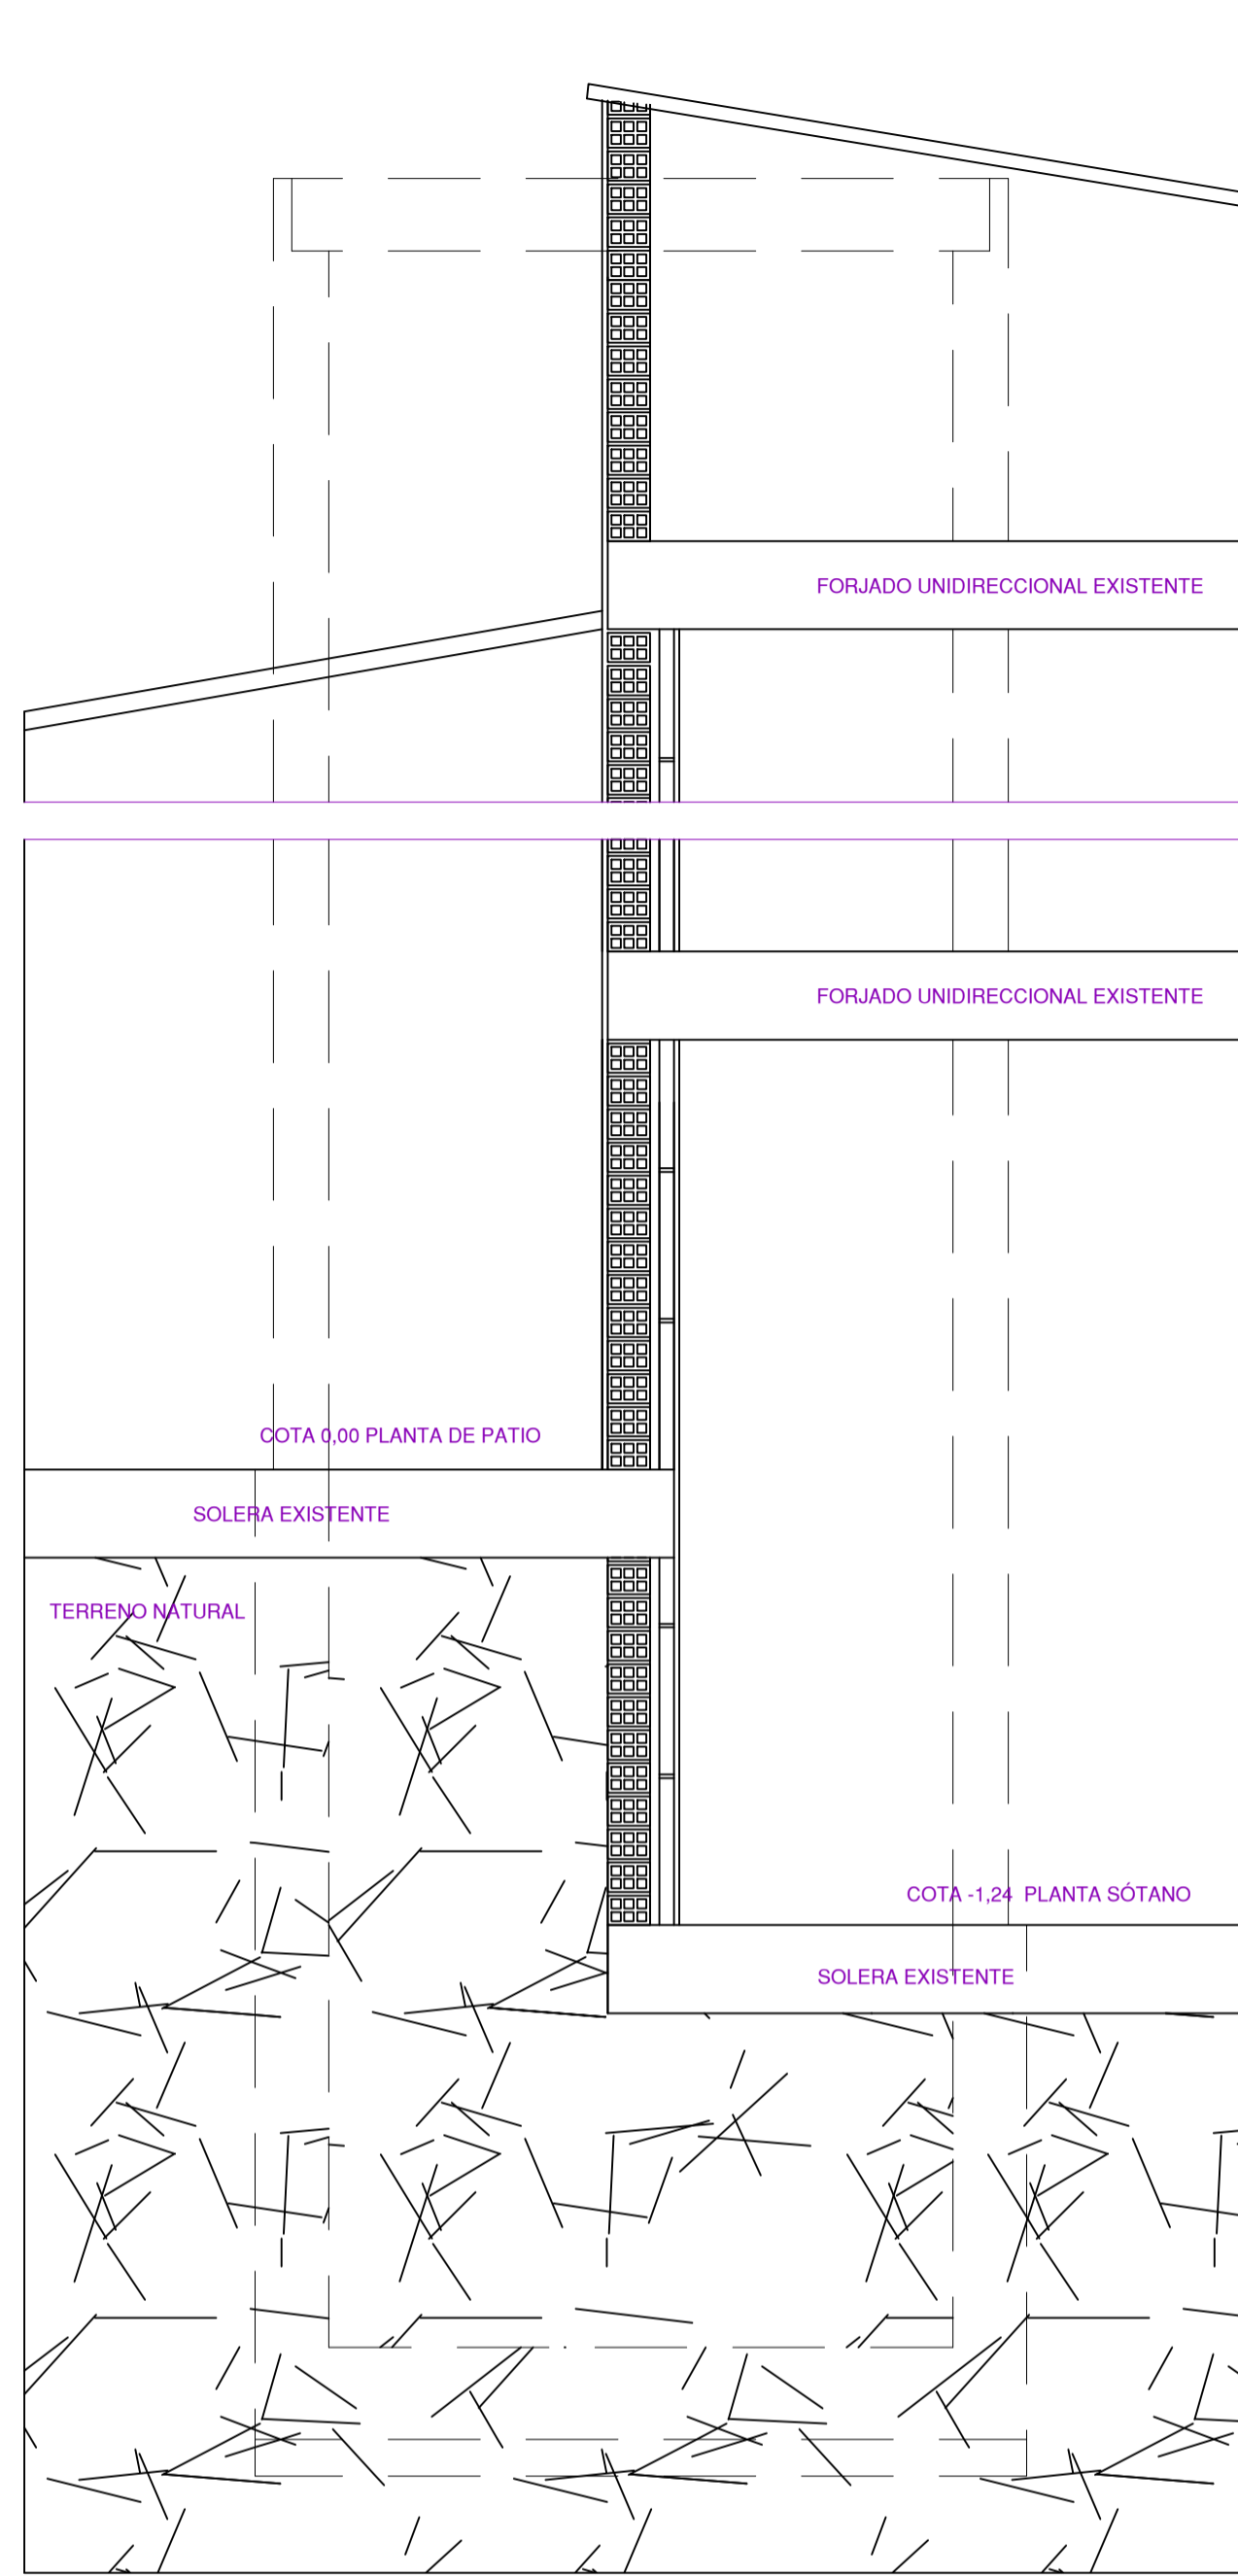 FORJADO UNIDIRECCIONAL EXISTENTE
FORJADO UNIDIRECCIONAL EXISTENTE
COTA 0,00 PLANTA DE PATIO
SOLERA EXISTENTE
TERRENO NATURAL
COTA -1,24 PLANTA SÓTANO
SOLERA EXISTENTE